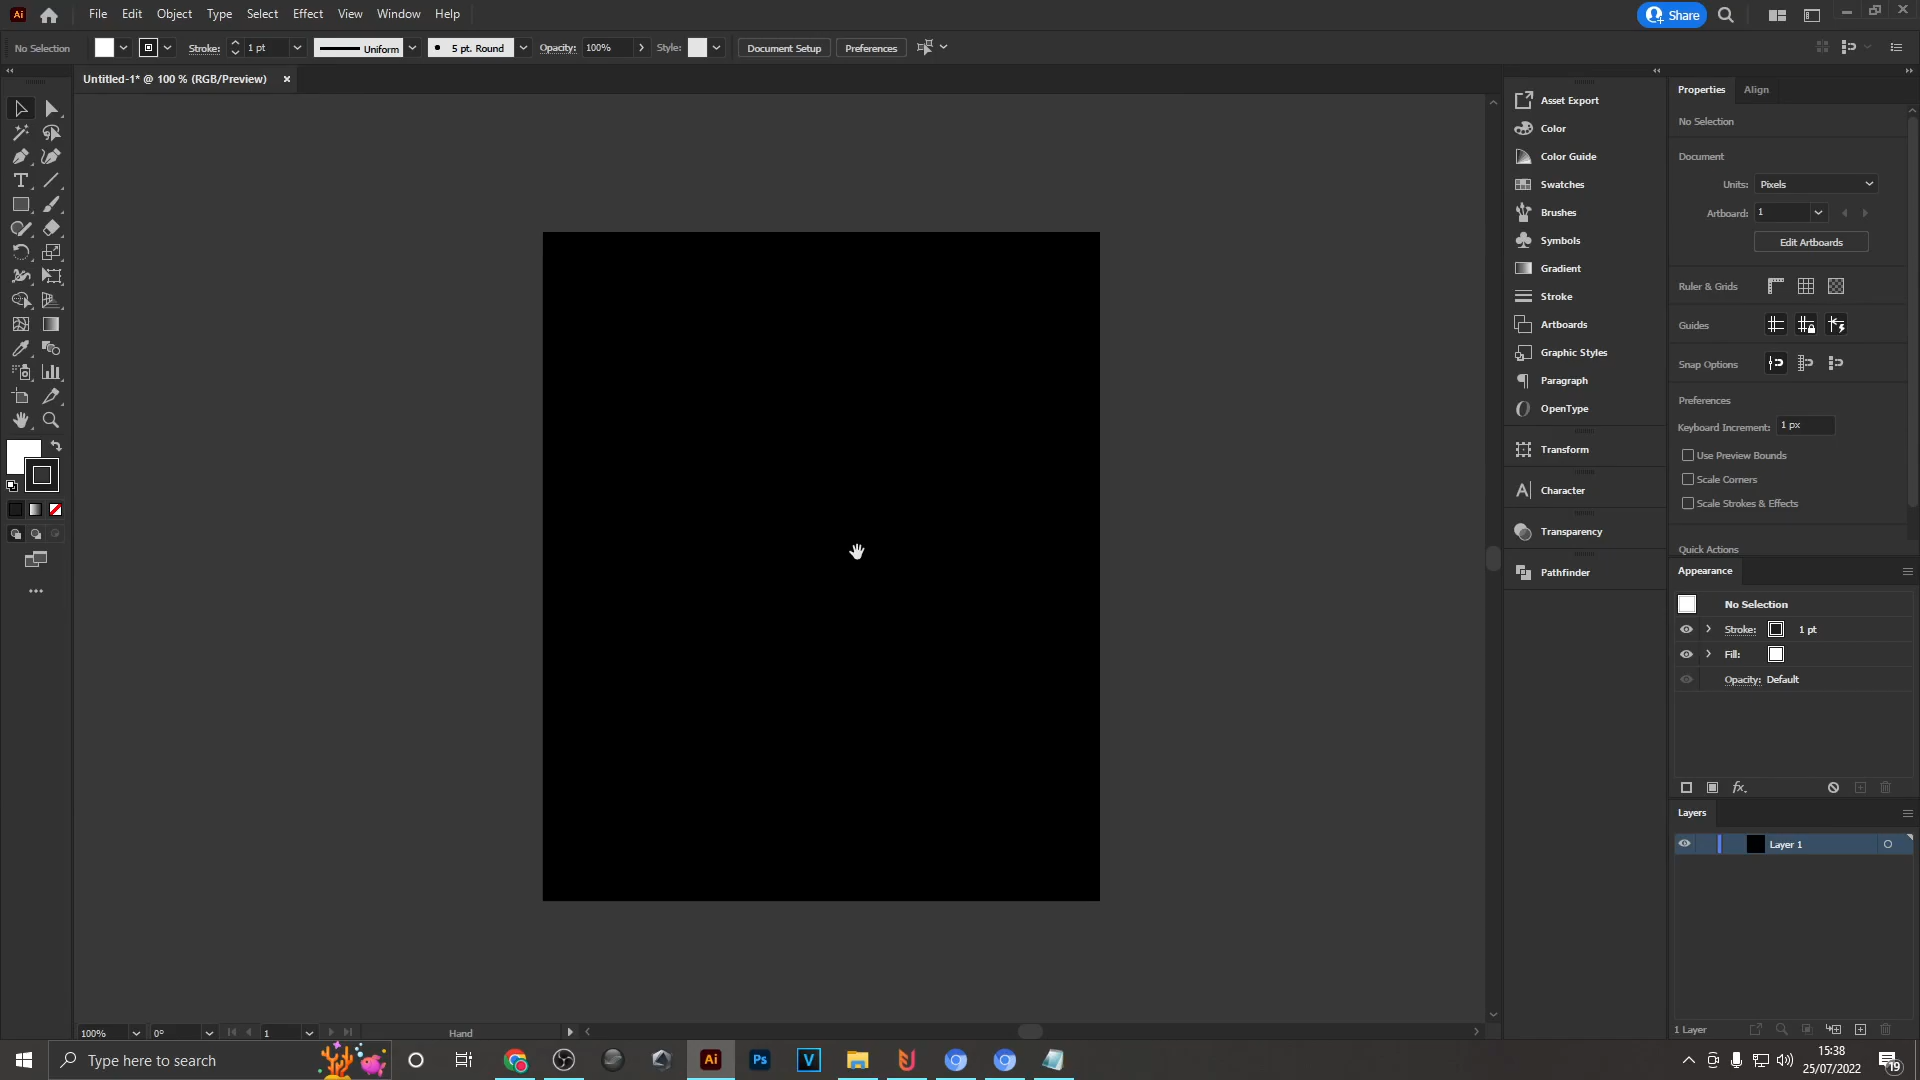 Ai File Edit Object Type Select Effect View Window Help Share
No Selection Stroke: 1 pt Uniform 5 pt. Round Opacity: 100% Style: Document Setup Preferences
Untitled-1* @ 100 % (RGB/Preview) ×
Asset Export
Color
Color Guide
Swatches
Brushes
Symbols
Gradient
Stroke
Artboards
Graphic Styles
Paragraph
OpenType
Transform
Character
Transparency
Pathfinder
Properties Align
No Selection
Document
Units: Pixels
Artboard: 1
Edit Artboards
Ruler & Grids
Guides
Snap Options
Preferences
Keyboard Increment: 1 px
Use Preview Bounds
Scale Corners
Scale Strokes & Effects
Quick Actions
Appearance
No Selection
Stroke: 1 pt
Fill:
Opacity: Default
fx
Layers
Layer 1
1 Layer
100% 0° 1 Hand
Type here to search
Ai Ps V
15:38
25/07/2022
19